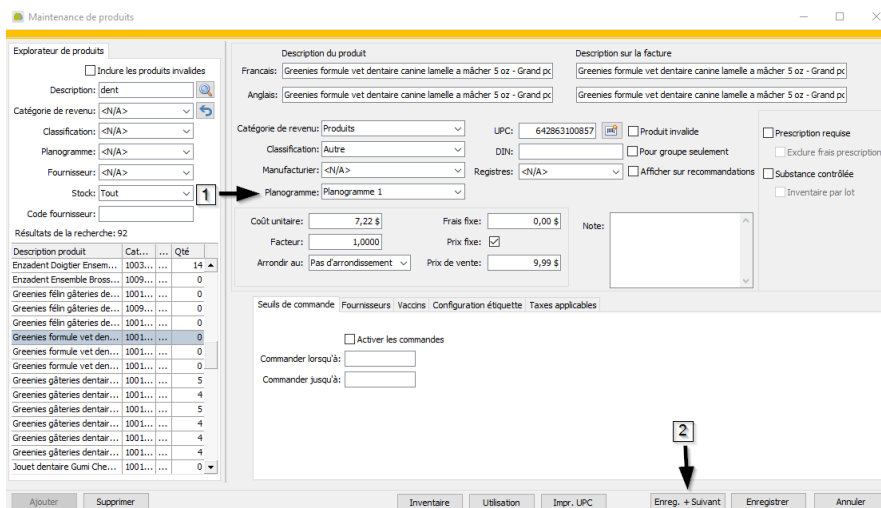 Maintenance de produits
Explorateur de produits
Inclure les produits invalides
Description: dent
Catégorie de revenu: <N/A>
Classification: <N/A>
Planogramme: <N/A>
Fournisseur: <N/A>
Stock: Tout
Code fournisseur:
Résultats de la recherche: 92
Description produit Cat... ... Qté
Enzadent Doigtier Ensem... 1003... ... 14
Enzadent Ensemble Bross... 1009... ... 0
Greenies félin gâteries de... 1001... ... 0
Greenies félin gâteries de... 1009... ... 0
Greenies félin gâteries de... 1001... ... 0
Greenies formule vet den... 1001... ... 0
Greenies formule vet den... 1001... ... 0
Greenies formule vet den... 1001... ... 0
Greenies gâteries dentair... 1001... ... 5
Greenies gâteries dentair... 1001... ... 4
Greenies gâteries dentair... 1001... ... 5
Greenies gâteries dentair... 1001... ... 4
Greenies gâteries dentair... 1001... ... 4
Greenies gâteries dentair... 1001... ... 4
Jouet dentaire Gumi Che... 1001... ... 0
Description du produit Description sur la facture
Francais: Greenies formule vet dentaire canine lamelle a mâcher 5 oz - Grand pc Greenies formule vet dentaire canine lamelle a mâcher 5 oz - Grand pc
Anglais: Greenies formule vet dentaire canine lamelle a mâcher 5 oz - Grand pc Greenies formule vet dentaire canine lamelle a mâcher 5 oz - Grand pc
Catégorie de revenu: Produits UPC: 642863100857 Produit invalide Prescription requise
Classification: Autre DIN: Pour groupe seulement Exclure frais prescription
Manufacturier: <N/A> Registres: <N/A> Afficher sur recommandations Substance contrôlée
1 Planogramme: Planogramme 1 Inventaire par lot
Coût unitaire: 7,22 $ Frais fixe: 0,00 $ Note:
Facteur: 1,0000 Prix fixe:
Arrondir au: Pas d'arrondissement Prix de vente: 9,99 $
Seuils de commande Fournisseurs Vaccins Configuration étiquette Taxes applicables
Activer les commandes
Commander lorsqu'à:
Commander jusqu'à:
2
Ajouter Supprimer Inventaire Utilisation Impr. UPC Enreg. + Suivant Enregistrer Annuler